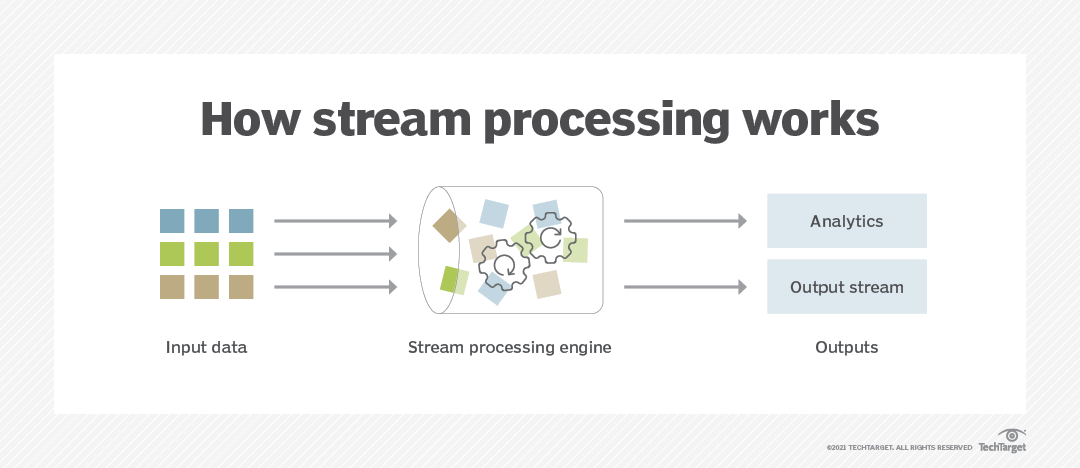 How stream processing works
Analytics
Output stream
Input data
Stream processing engine
Outputs
©2021 TECHTARGET. ALL RIGHTS RESERVED
TechTarget